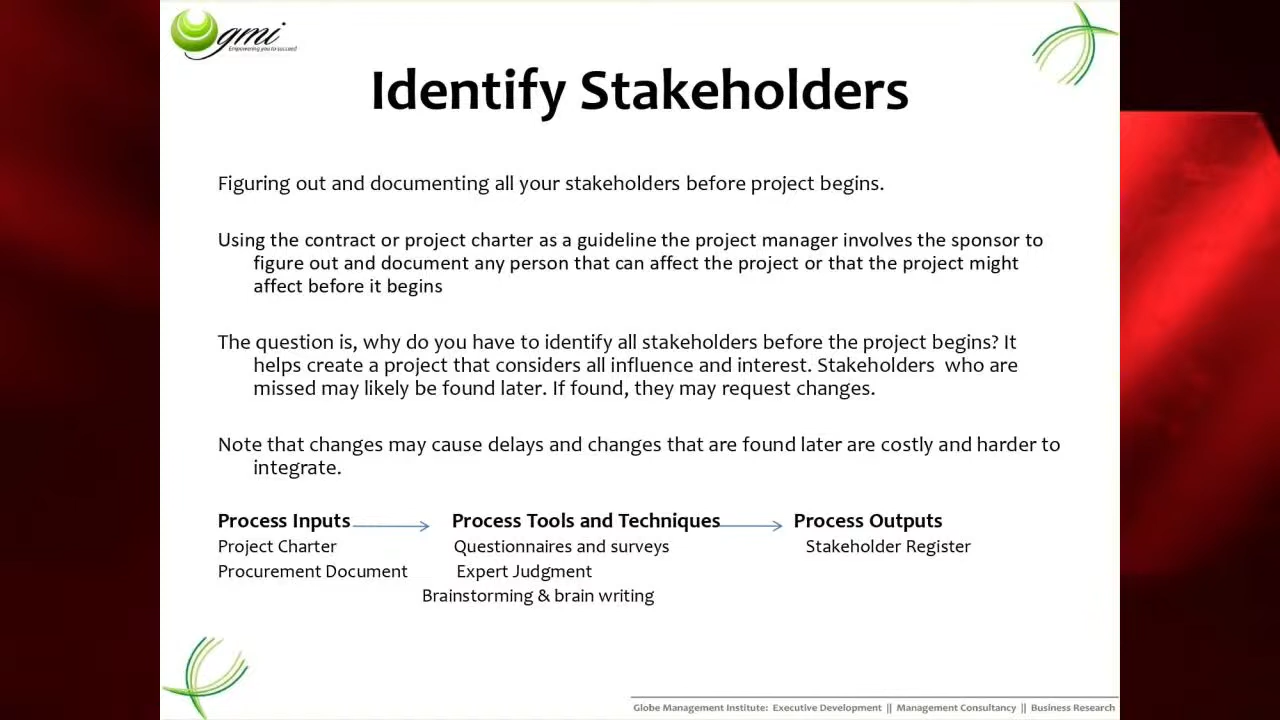 gmi
Empowering you to succeed
Identify Stakeholders
Figuring out and documenting all your stakeholders before project begins.
Using the contract or project charter as a guideline the project manager involves the sponsor to
figure out and document any person that can affect the project or that the project might
affect before it begins
The question is, why do you have to identify all stakeholders before the project begins? It
helps create a project that considers all influence and interest. Stakeholders who are
missed may likely be found later. If found, they may request changes.
Note that changes may cause delays and changes that are found later are costly and harder to
integrate.
Process Inputs Process Tools and Techniques Process Outputs
Project Charter Questionnaires and surveys Stakeholder Register
Procurement Document Expert Judgment
Brainstorming & brain writing
Globe Management Institute: Executive Development || Management Consultancy || Business Research